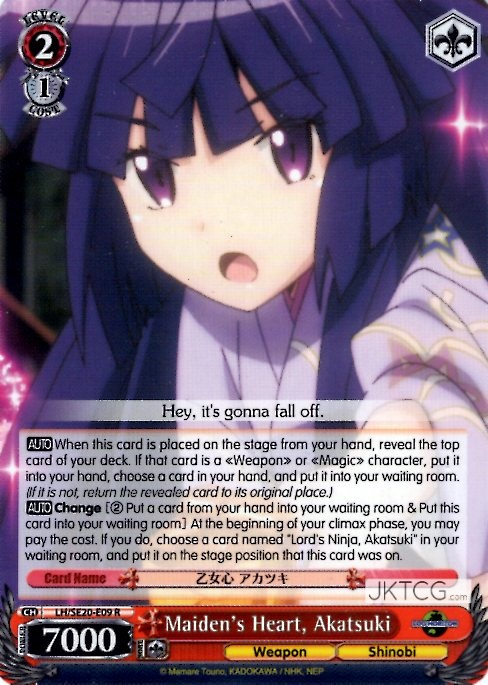 LEVEL
2
1
COST
Hey, it's gonna fall off.
AUTO When this card is placed on the stage from your hand, reveal the top
card of your deck. If that card is a «Weapon» or «Magic» character, put it
into your hand, choose a card in your hand, and put it into your waiting room.
(If it is not, return the revealed card to its original place.)
AUTO Change [② Put a card from your hand into your waiting room & Put this
card into your waiting room] At the beginning of your climax phase, you may
pay the cost. If you do, choose a card named "Lord's Ninja, Akatsuki" in your
waiting room, and put it on the stage position that this card was on.
Card Name
乙女心 アカツキ
JKTCG.com
CH LH/SE20-E09 R
7000
Maiden's Heart, Akatsuki
Weapon
Shinobi
© Mamare Touno, KADOKAWA / NHK, NEP